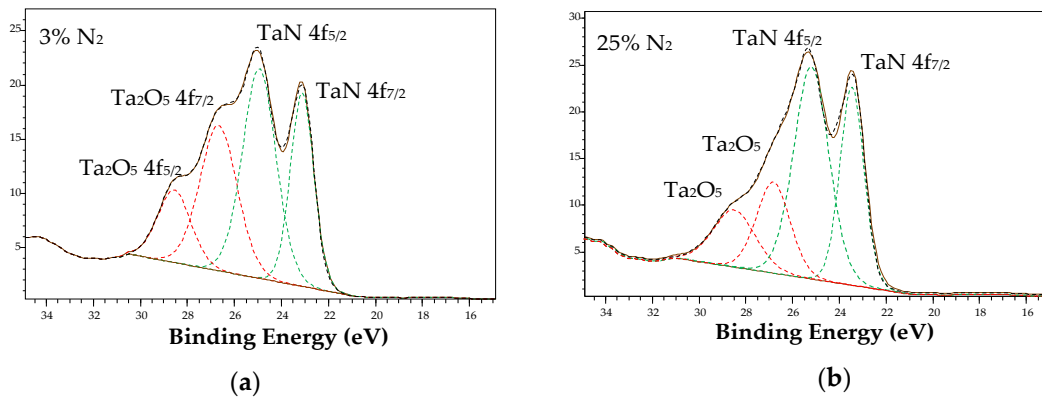 3% N₂
TaN 4f₅/₂
TaN 4f₇/₂
Ta₂O₅ 4f₇/₂
Ta₂O₅ 4f₅/₂
25
20
15
10
5
34 32 30 28 26 24 22 20 18 16
Binding Energy (eV)
(a)
25% N₂
TaN 4f₅/₂
TaN 4f₇/₂
Ta₂O₅
Ta₂O₅
30
25
20
15
10
5
34 32 30 28 26 24 22 20 18 16
Binding Energy (eV)
(b)